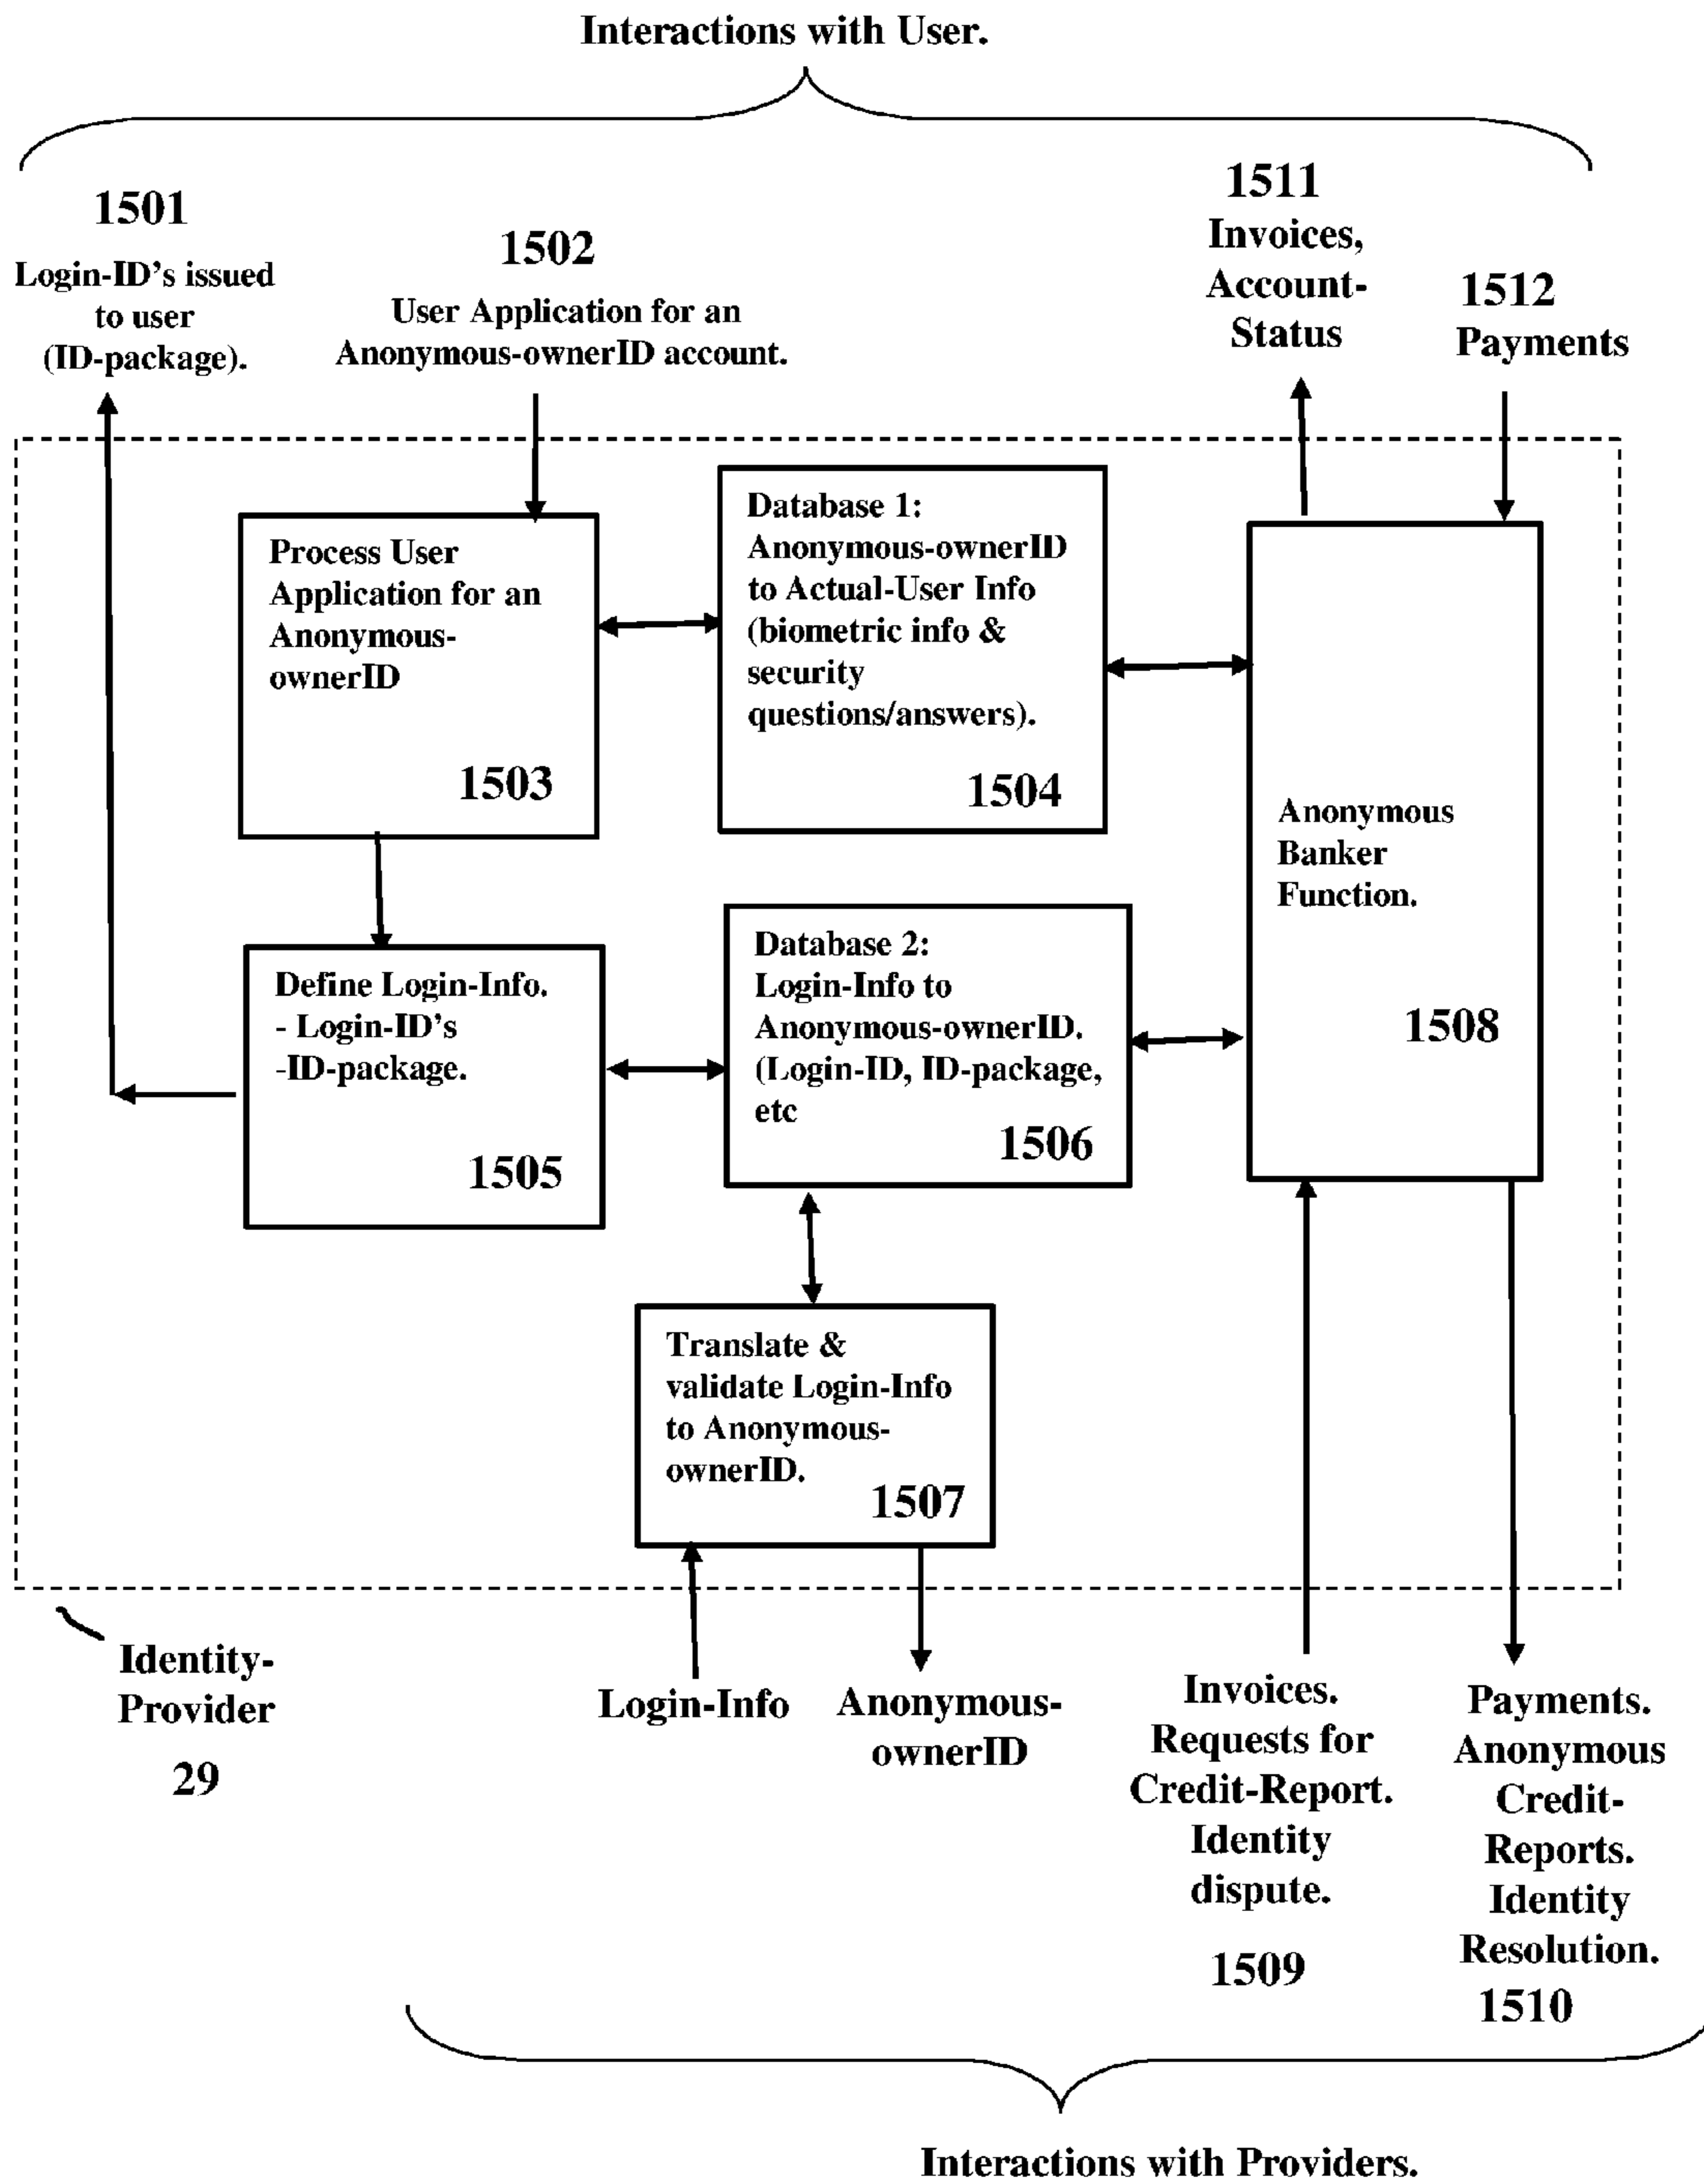 Interactions with User.
1501
Login-ID's issued
to user
(ID-package).
1502
User Application for an
Anonymous-ownerID account.
1511
Invoices,
Account-
Status
1512
Payments
Process User
Application for an
Anonymous-
ownerID
1503
Database 1:
Anonymous-ownerID
to Actual-User Info
(biometric info &
security
questions/answers).
1504
Anonymous
Banker
Function.
1508
Define Login-Info.
- Login-ID's
-ID-package.
1505
Database 2:
Login-Info to
Anonymous-ownerID.
(Login-ID, ID-package,
etc
1506
Translate &
validate Login-Info
to Anonymous-
ownerID.
1507
Identity-
Provider
29
Login-Info
Anonymous-
ownerID
Invoices.
Requests for
Credit-Report.
Identity
dispute.
1509
Payments.
Anonymous
Credit-
Reports.
Identity
Resolution.
1510
Interactions with Providers.